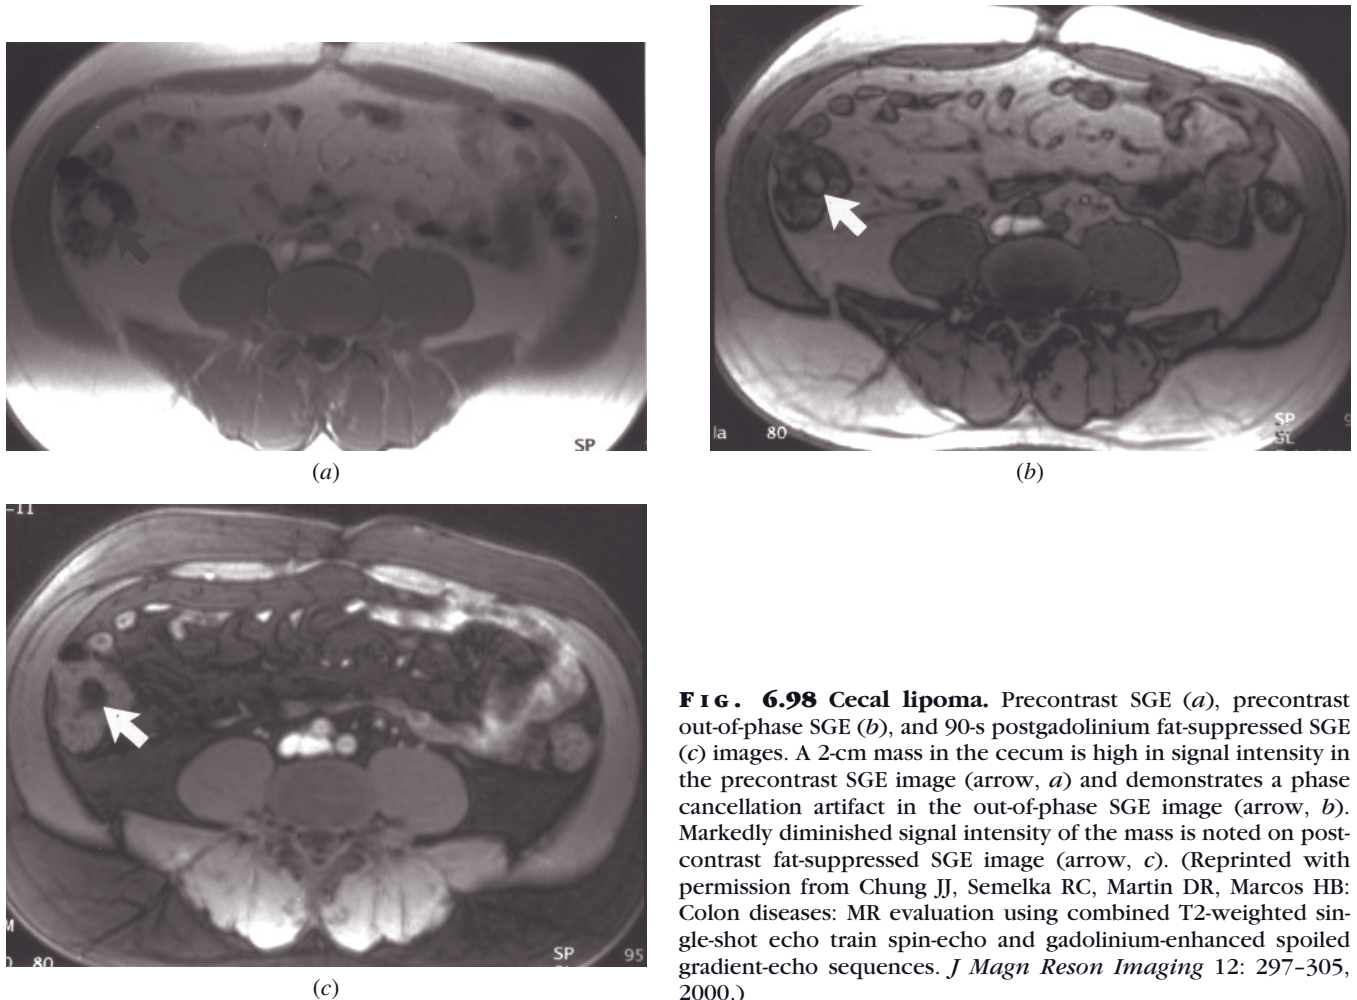 SP
(a)
la 80
SP
SL
9
(b)
-11
M
0 80
SP
95
(c)
FIG. 6.98 Cecal lipoma. Precontrast SGE (a), precontrast
out-of-phase SGE (b), and 90-s postgadolinium fat-suppressed SGE
(c) images. A 2-cm mass in the cecum is high in signal intensity in
the precontrast SGE image (arrow, a) and demonstrates a phase
cancellation artifact in the out-of-phase SGE image (arrow, b).
Markedly diminished signal intensity of the mass is noted on post-
contrast fat-suppressed SGE image (arrow, c). (Reprinted with
permission from Chung JJ, Semelka RC, Martin DR, Marcos HB:
Colon diseases: MR evaluation using combined T2-weighted sin-
gle-shot echo train spin-echo and gadolinium-enhanced spoiled
gradient-echo sequences. J Magn Reson Imaging 12: 297–305,
2000.)